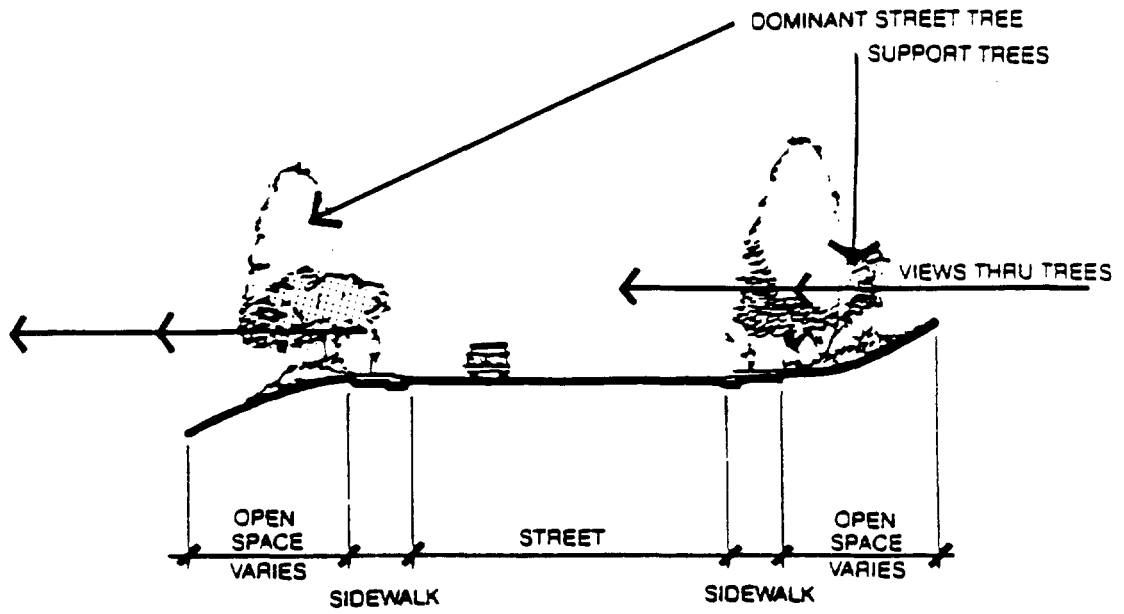 DOMINANT STREET TREE
SUPPORT TREES
VIEWS THRU TREES
OPEN
SPACE
VARIES
SIDEWALK
STREET
SIDEWALK
OPEN
SPACE
VARIES